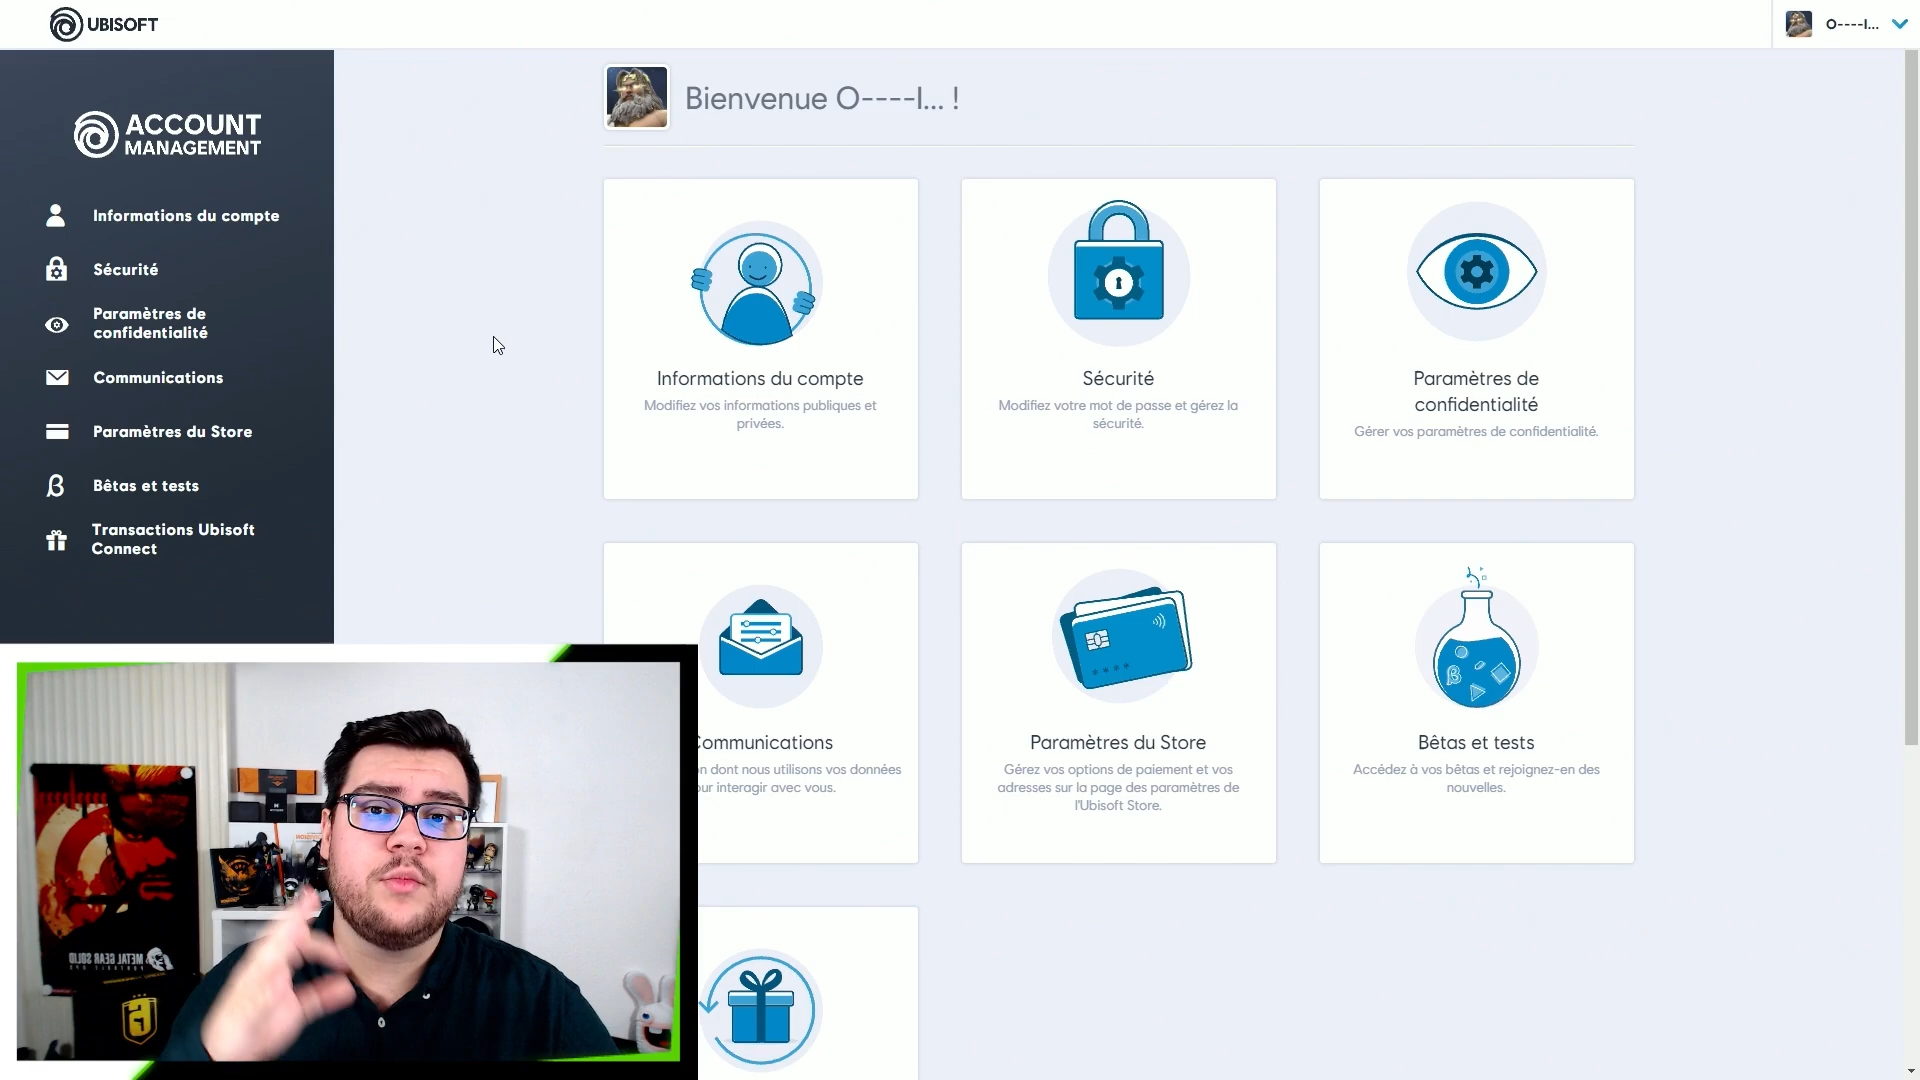 UBISOFT
O----I...
ACCOUNT
MANAGEMENT
Informations du compte
Sécurité
Paramètres de
confidentialité
Communications
Paramètres du Store
Bêtas et tests
Transactions Ubisoft
Connect
Bienvenue O----I... !
Informations du compte
Modifiez vos informations publiques et
privées.
Sécurité
Modifiez votre mot de passe et gérez la
sécurité.
Paramètres de
confidentialité
Gérer vos paramètres de confidentialité.
ommunications
n dont nous utilisons vos données
ur interagir avec vous.
Paramètres du Store
Gérez vos options de paiement et vos
adresses sur la page des paramètres de
l'Ubisoft Store.
Bêtas et tests
Accédez à vos bêtas et rejoignez-en des
nouvelles.
METAL GEAR SOLID